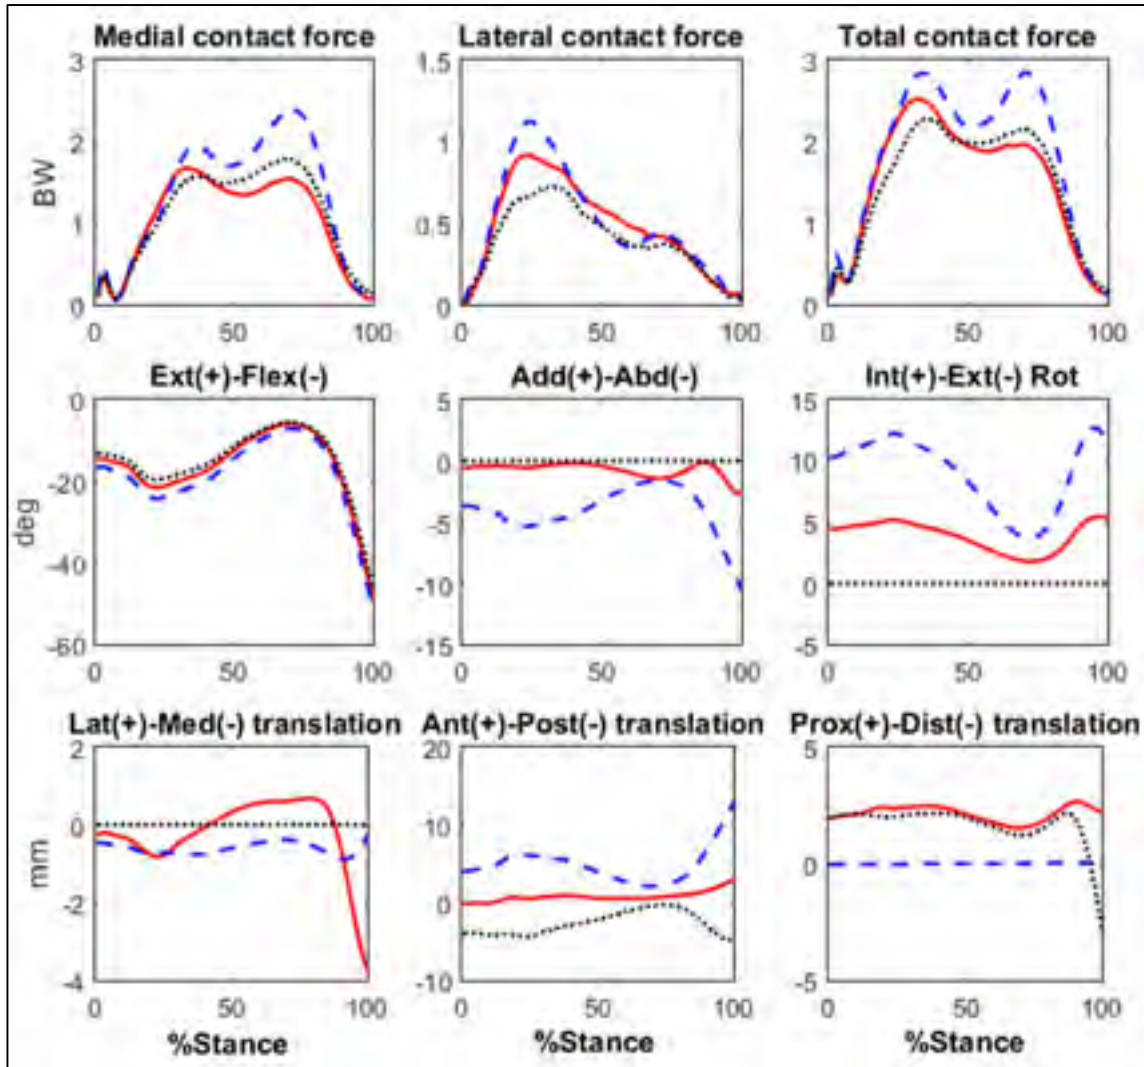 Medial contact force Lateral contact force Total contact force
3 1.5 3
2 1 2
BW
1 0.5 1
0 0 0
0 50 100 0 50 100 0 50 100
Ext(+)-Flex(-) Add(+)-Abd(-) Int(+)-Ext(-) Rot
0 5 15
-20 0 10
deg
-5 5
-40 -10 0
-60 -15 -5
0 50 100 0 50 100 0 50 100
Lat(+)-Med(-) translation Ant(+)-Post(-) translation Prox(+)-Dist(-) translation
2 20 5
0 10
mm
0
-2 0
-4 -10 -5
0 50 100 0 50 100 0 50 100
%Stance %Stance %Stance